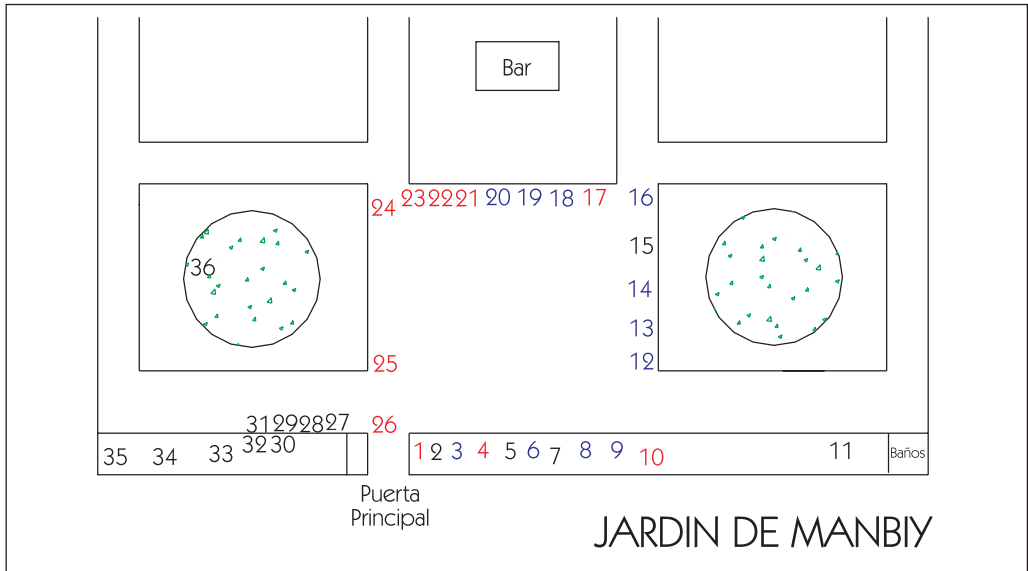 Bar
23 22 21 20 19 18 17 16
24
15
36
14
13
25 12
31 29 28 27 26
32 30
35 34 33 1 2 3 4 5 6 7 8 9 10 11 Baños
Puerta
Principal
JARDIN DE MANBIY